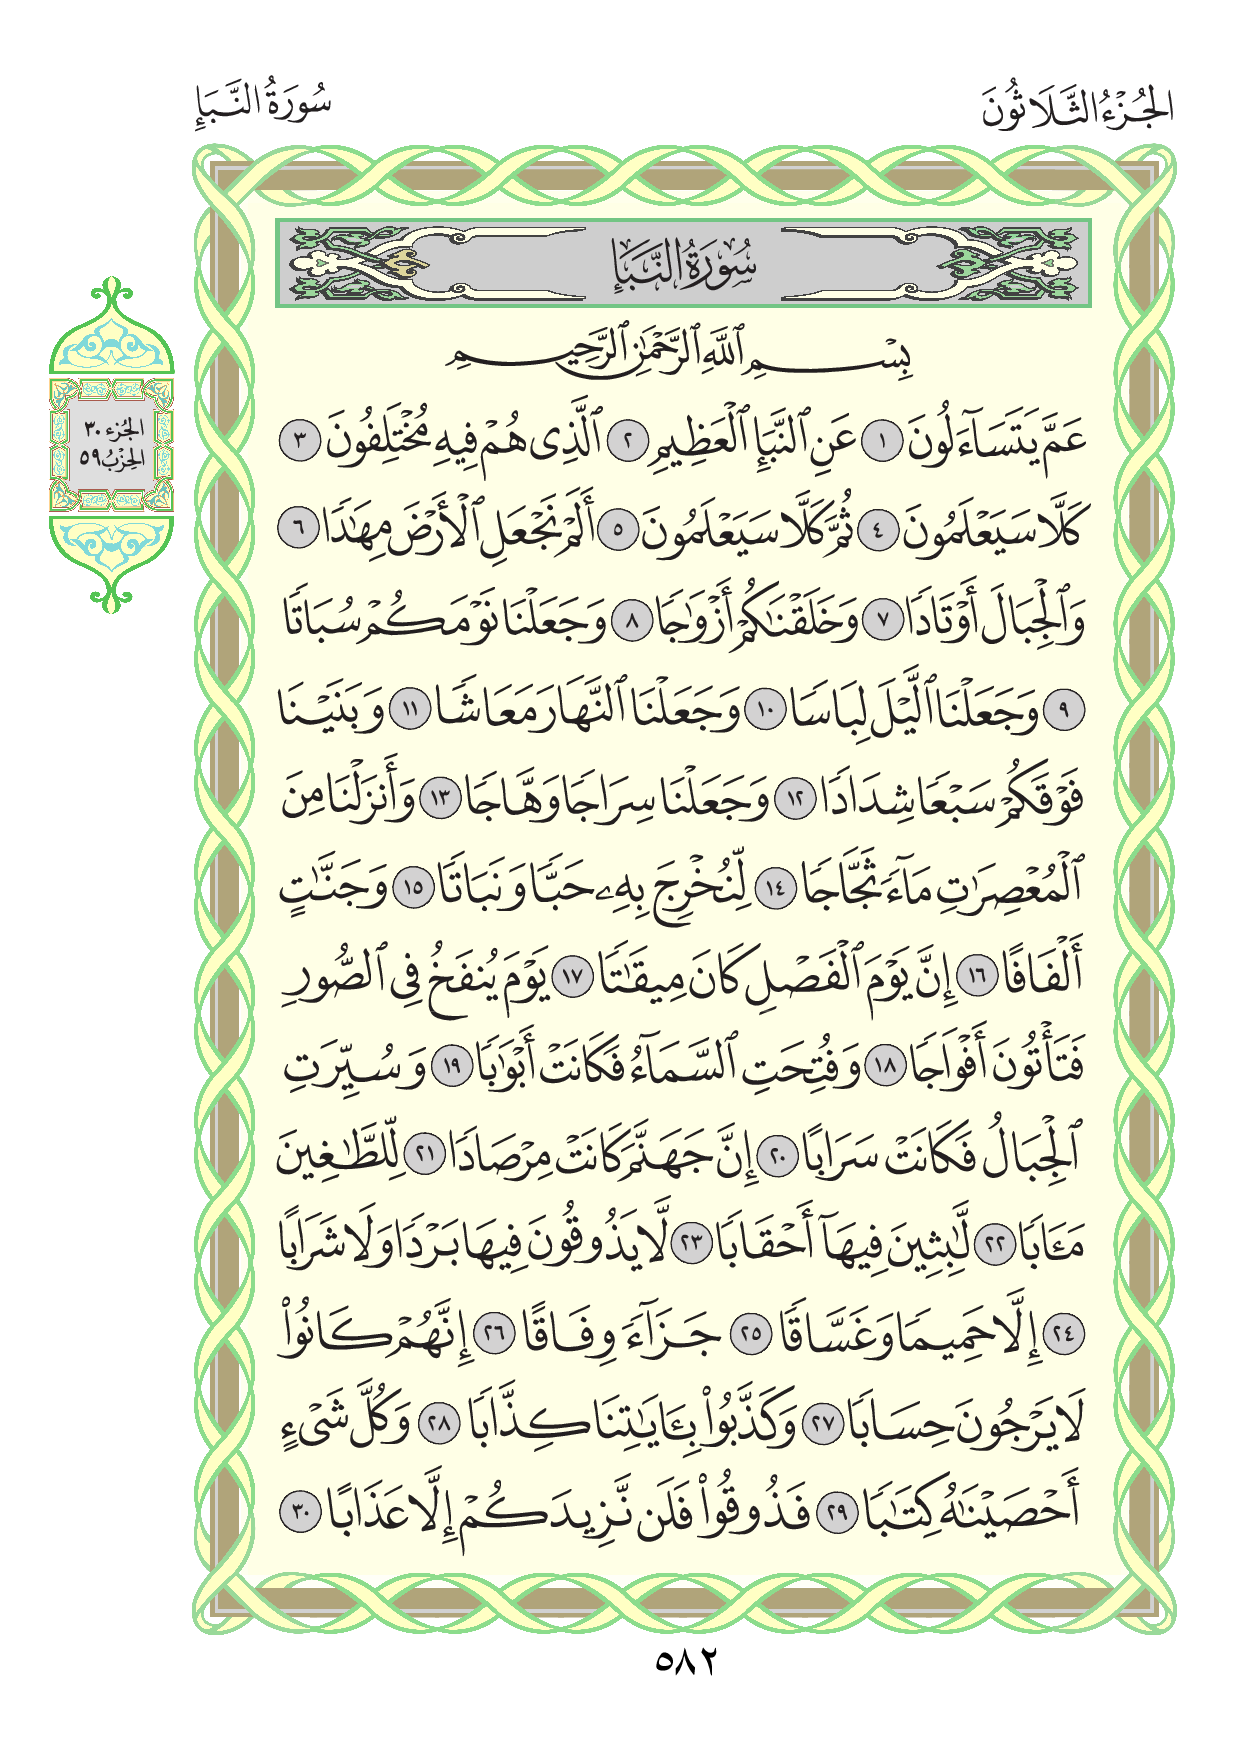 الجُزْءُ الثَّلَاثُونَ
سُورَةُ النَّبَإِ
الجُزء ٣٠
الحِزْبُ ٥٩
سُورَةُ النَّبَإِ
بِسْمِ ٱللَّهِ ٱلرَّحْمَٰنِ ٱلرَّحِيمِ
عَمَّ يَتَسَآءَلُونَ ١ عَنِ ٱلنَّبَإِ ٱلْعَظِيمِ ٢ ٱلَّذِى هُمْ فِيهِ مُخْتَلِفُونَ ٣
كَلَّا سَيَعْلَمُونَ ٤ ثُمَّ كَلَّا سَيَعْلَمُونَ ٥ أَلَمْ نَجْعَلِ ٱلْأَرْضَ مِهَٰدًا ٦
وَٱلْجِبَالَ أَوْتَادًا ٧ وَخَلَقْنَٰكُمْ أَزْوَٰجًا ٨ وَجَعَلْنَا نَوْمَكُمْ سُبَاتًا
٩ وَجَعَلْنَا ٱلَّيْلَ لِبَاسًا ١٠ وَجَعَلْنَا ٱلنَّهَارَ مَعَاشًا ١١ وَبَنَيْنَا
فَوْقَكُمْ سَبْعًا شِدَادًا ١٢ وَجَعَلْنَا سِرَاجًا وَهَّاجًا ١٣ وَأَنزَلْنَا مِنَ
ٱلْمُعْصِرَٰتِ مَآءً ثَجَّاجًا ١٤ لِّنُخْرِجَ بِهِۦ حَبًّا وَنَبَاتًا ١٥ وَجَنَّٰتٍ
أَلْفَافًا ١٦ إِنَّ يَوْمَ ٱلْفَصْلِ كَانَ مِيقَٰتًا ١٧ يَوْمَ يُنفَخُ فِى ٱلصُّورِ
فَتَأْتُونَ أَفْوَاجًا ١٨ وَفُتِحَتِ ٱلسَّمَآءُ فَكَانَتْ أَبْوَٰبًا ١٩ وَسُيِّرَتِ
ٱلْجِبَالُ فَكَانَتْ سَرَابًا ٢٠ إِنَّ جَهَنَّمَ كَانَتْ مِرْصَادًا ٢١ لِّلطَّٰغِينَ
مَـَٔابًا ٢٢ لَّٰبِثِينَ فِيهَآ أَحْقَابًا ٢٣ لَّا يَذُوقُونَ فِيهَا بَرْدًا وَلَا شَرَابًا
٢٤ إِلَّا حَمِيمًا وَغَسَّاقًا ٢٥ جَزَآءً وِفَاقًا ٢٦ إِنَّهُمْ كَانُوا۟
لَا يَرْجُونَ حِسَابًا ٢٧ وَكَذَّبُوا۟ بِـَٔايَٰتِنَا كِذَّابًا ٢٨ وَكُلَّ شَىْءٍ
أَحْصَيْنَٰهُ كِتَٰبًا ٢٩ فَذُوقُوا۟ فَلَن نَّزِيدَكُمْ إِلَّا عَذَابًا ٣٠
٥٨٢